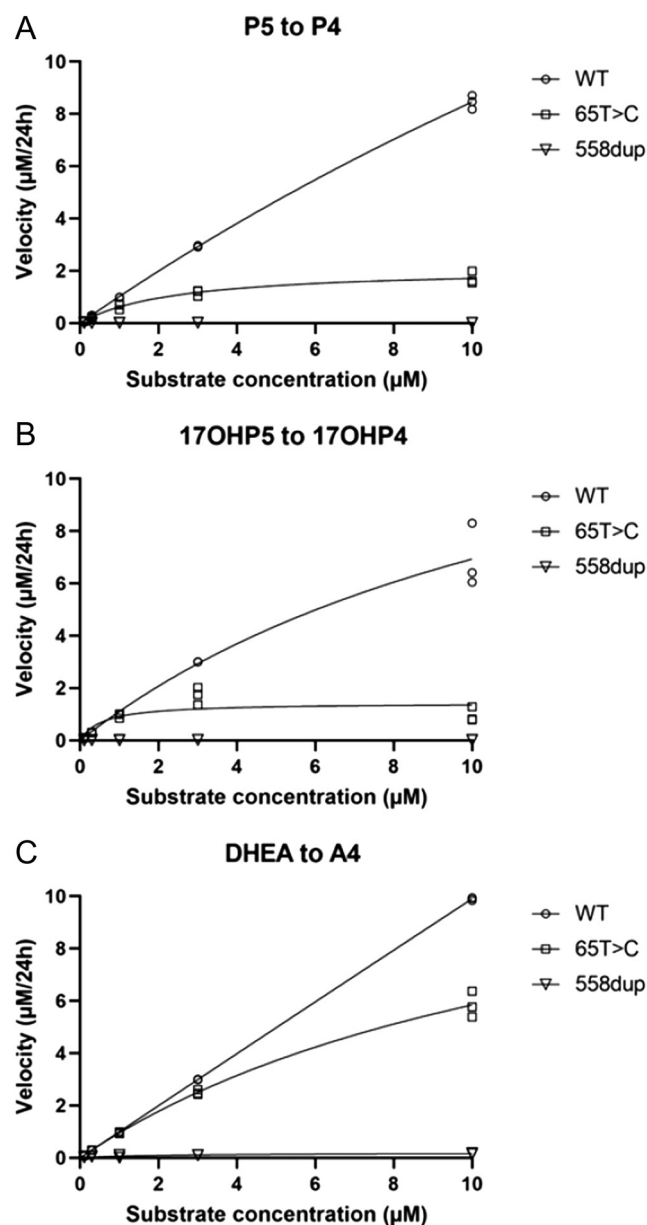 A
P5 to P4
Velocity (µM/24h)
10
8
6
4
2
0
0 2 4 6 8 10
Substrate concentration (µM)
WT
65T>C
558dup
B
17OHP5 to 17OHP4
Velocity (µM/24h)
10
8
6
4
2
0
0 2 4 6 8 10
Substrate concentration (µM)
WT
65T>C
558dup
C
DHEA to A4
Velocity (µM/24h)
10
8
6
4
2
0
0 2 4 6 8 10
Substrate concentration (µM)
WT
65T>C
558dup